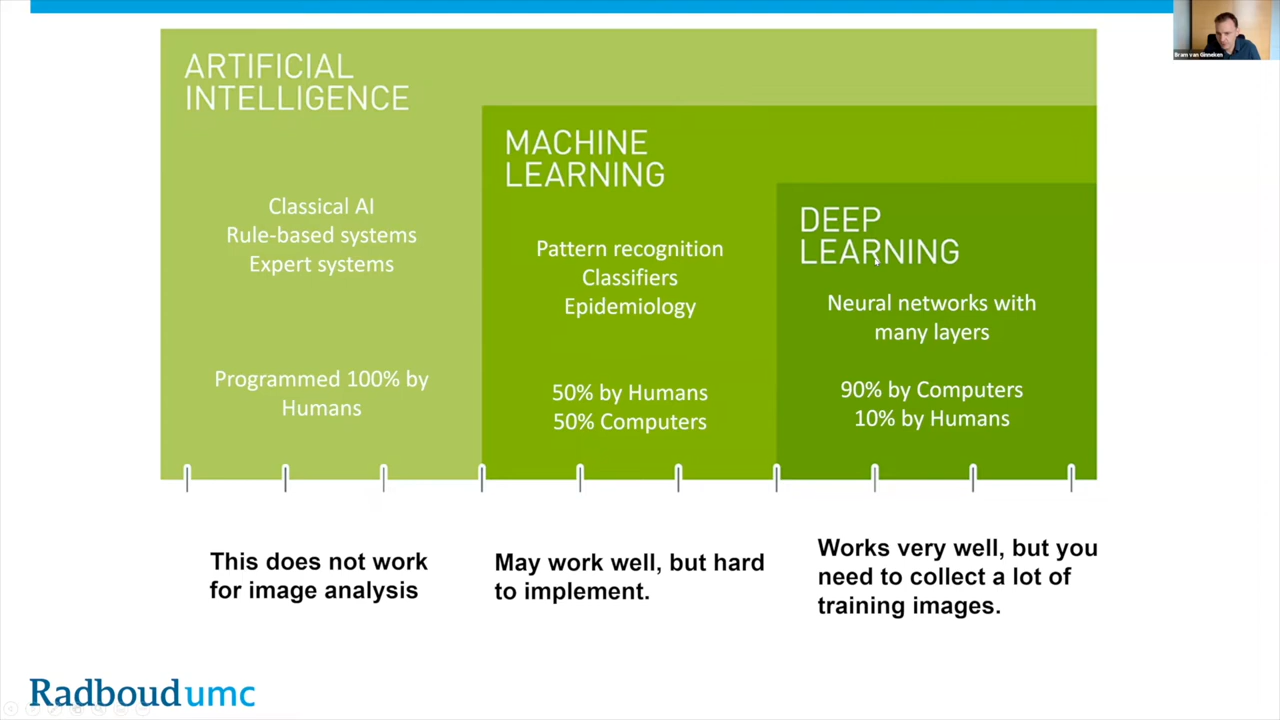 ARTIFICIAL
INTELLIGENCE
Classical AI
Rule-based systems
Expert systems
Programmed 100% by
Humans
MACHINE
LEARNING
Pattern recognition
Classifiers
Epidemiology
50% by Humans
50% Computers
DEEP
LEARNING
Neural networks with
many layers
90% by Computers
10% by Humans
This does not work
for image analysis
May work well, but hard
to implement.
Works very well, but you
need to collect a lot of
training images.
Radboudumc
Bram van Ginneken